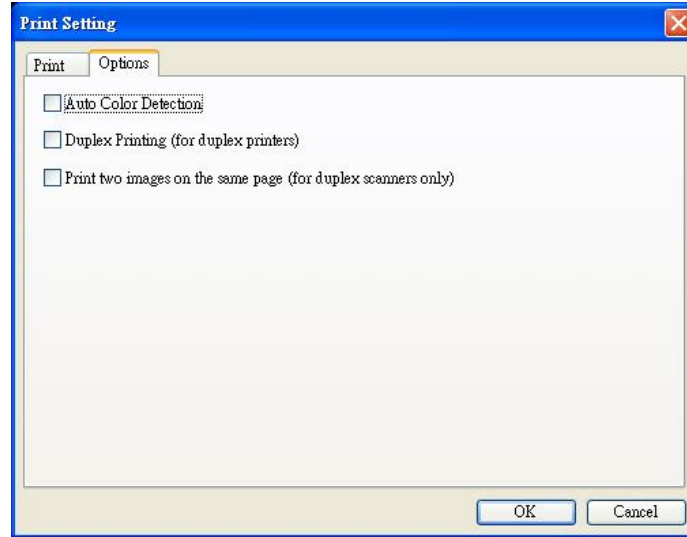 Print Setting
Print Options
Auto Color Detection
Duplex Printing (for duplex printers)
Print two images on the same page (for duplex scanners only)
OK Cancel